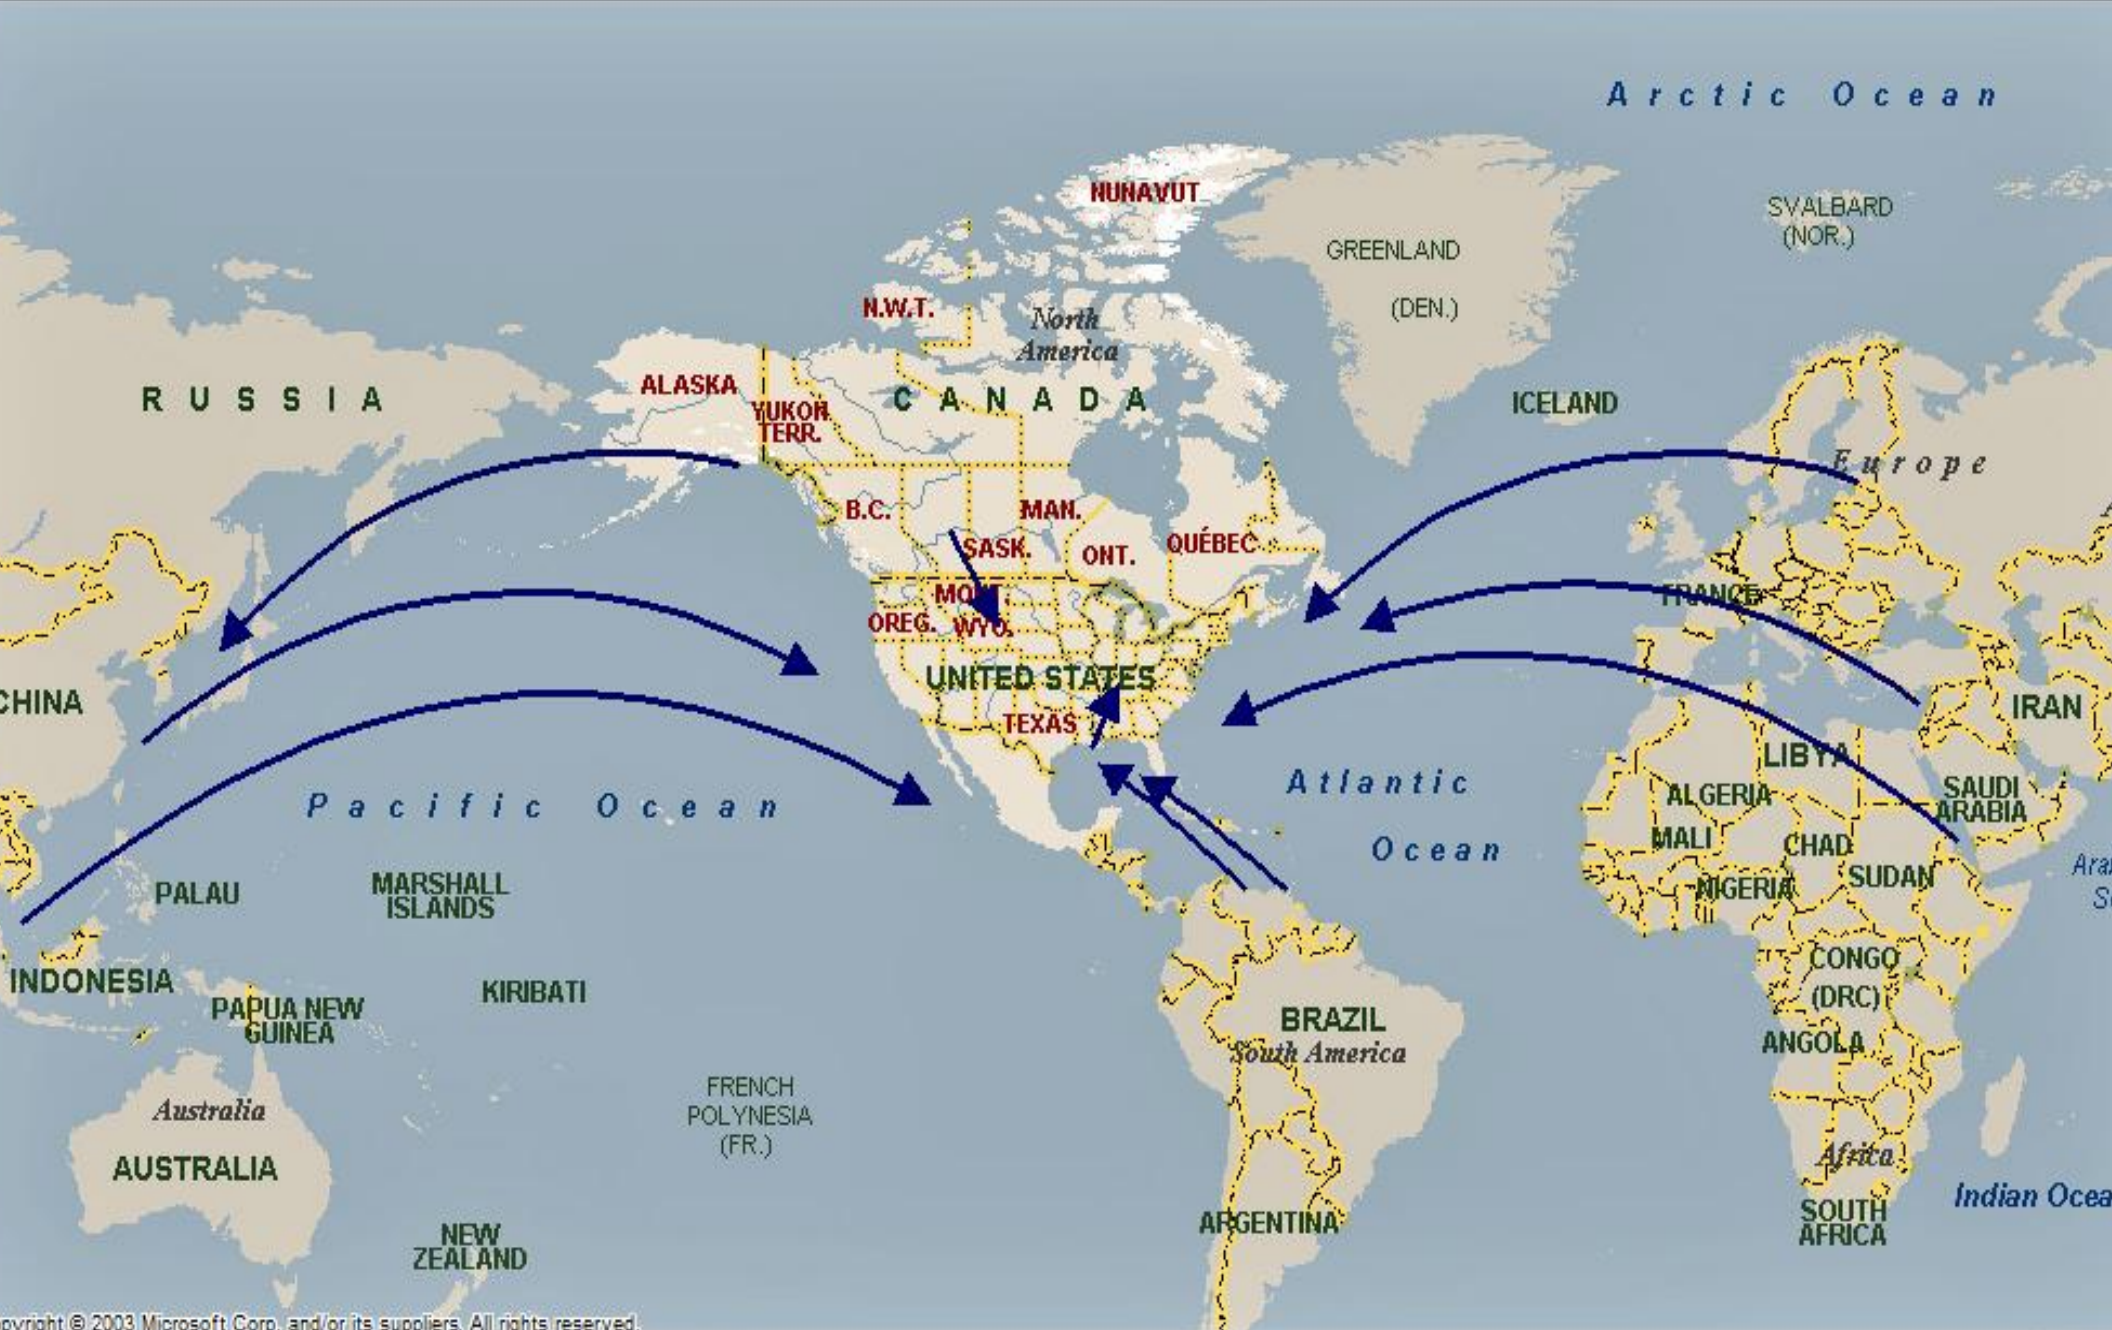 Arctic Ocean
NUNAVUT
SVALBARD
(NOR.)
GREENLAND
(DEN.)
N.W.T.
North
America
RUSSIA
ALASKA
YUKON
TERR.
CANADA
ICELAND
Europe
B.C.
MAN.
SASK.
ONT.
QUÉBEC
MONT.
OREG.
WYO.
FRANCE
UNITED STATES
TEXAS
CHINA
IRAN
LIBYA
ALGERIA
SAUDI
ARABIA
Pacific Ocean
Atlantic
Ocean
MALI
CHAD
SUDAN
NIGERIA
PALAU
MARSHALL
ISLANDS
INDONESIA
PAPUA NEW
GUINEA
KIRIBATI
CONGO
(DRC)
ANGOLA
BRAZIL
South America
FRENCH
POLYNESIA
(FR.)
Australia
AUSTRALIA
Africa
SOUTH
AFRICA
Indian Ocea
ARGENTINA
NEW
ZEALAND
opyright © 2003 Microsoft Corp. and/or its suppliers. All rights reserved.